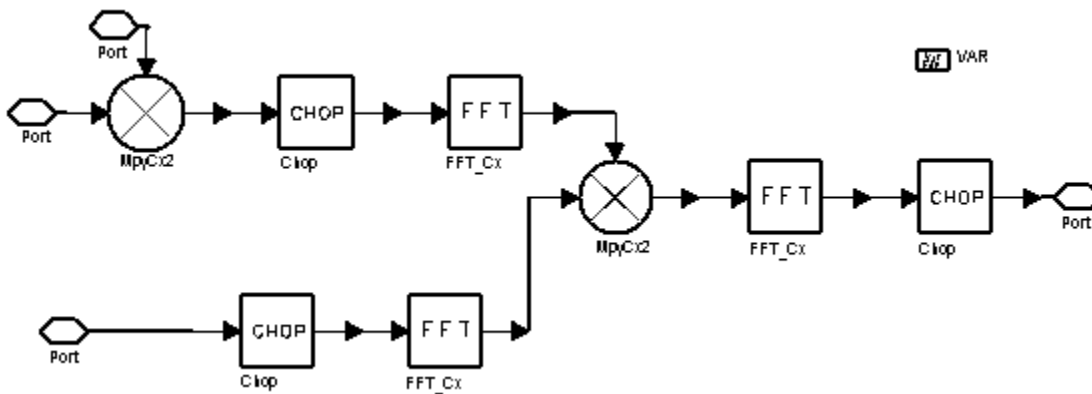 Port
VAR
Port
CHOP
FFT
MpyCx2
Chop
FFT_Cx
FFT
CHOP
Port
MpyCx2
FFT_Cx
Chop
CHOP
FFT
Port
Chop
FFT_Cx